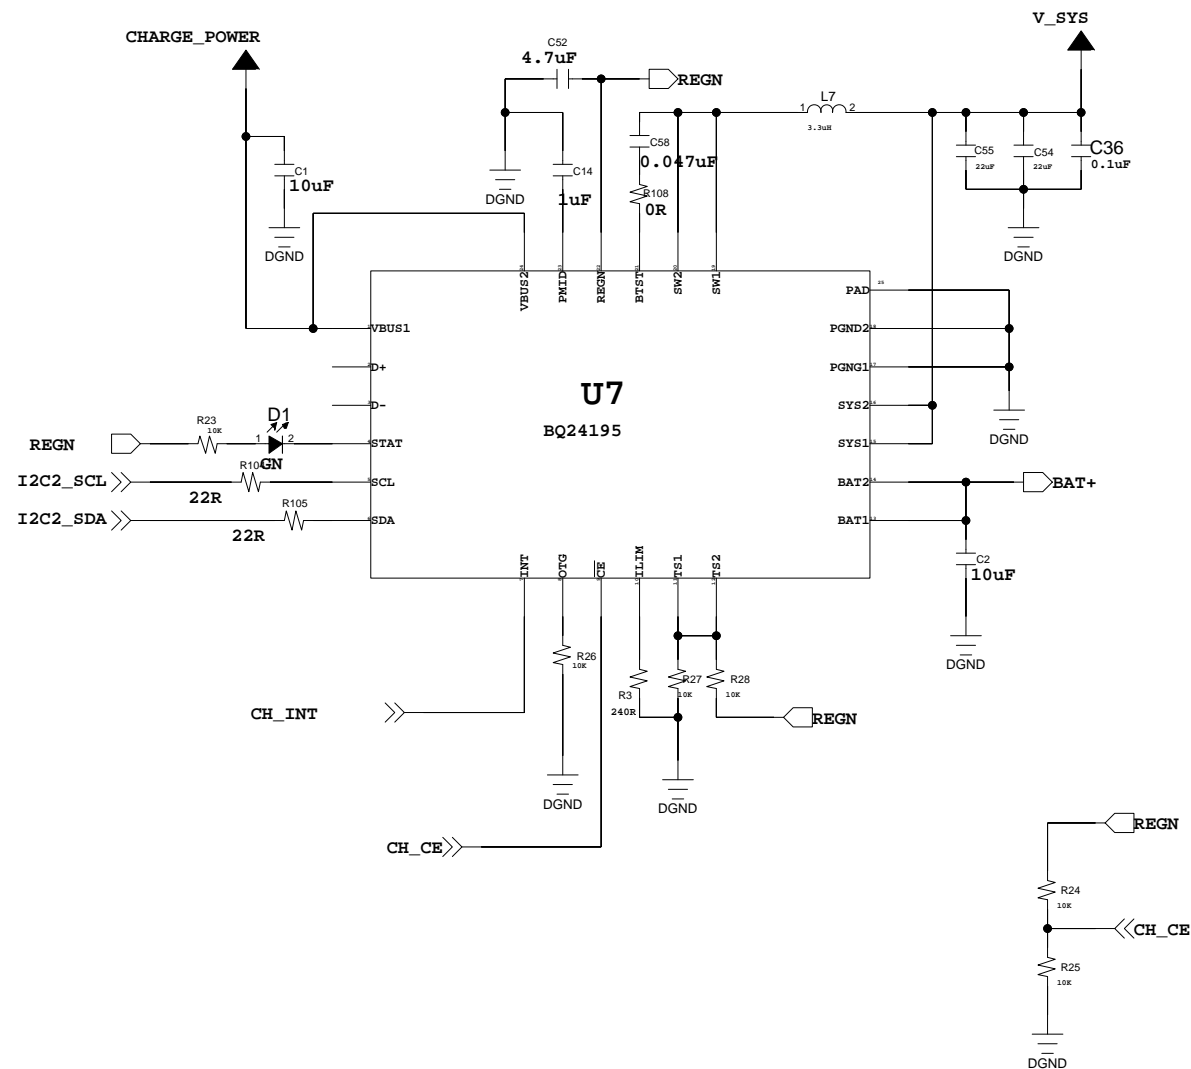 V_SYS
CHARGE_POWER
C52
4.7uF
REGN
L7
1 2
3.3uH
C1
10uF
DGND
C14
1uF
DGND
C58
0.047uF
R108
0R
C55
22uF
C54
22uF
C36
0.1uF
DGND
VBUS2
PMID
REGN
BTST
SW2
SW1
VBUS1
D+
D-
STAT
SCL
SDA
U7
BQ24195
PAD
25
PGND2
PGNG1
SYS2
SYS1
BAT2
BAT1
DGND
REGN
R23
10K
D1
1 2
GN
I2C2_SCL
22R
I2C2_SDA
R105
22R
BAT+
C2
10uF
DGND
INT
OTG
CE
ILIM
TS1
TS2
R26
10K
R3
240R
R27
10K
R28
10K
CH_INT
REGN
DGND
DGND
CH_CE
REGN
R24
10K
CH_CE
R25
10K
DGND